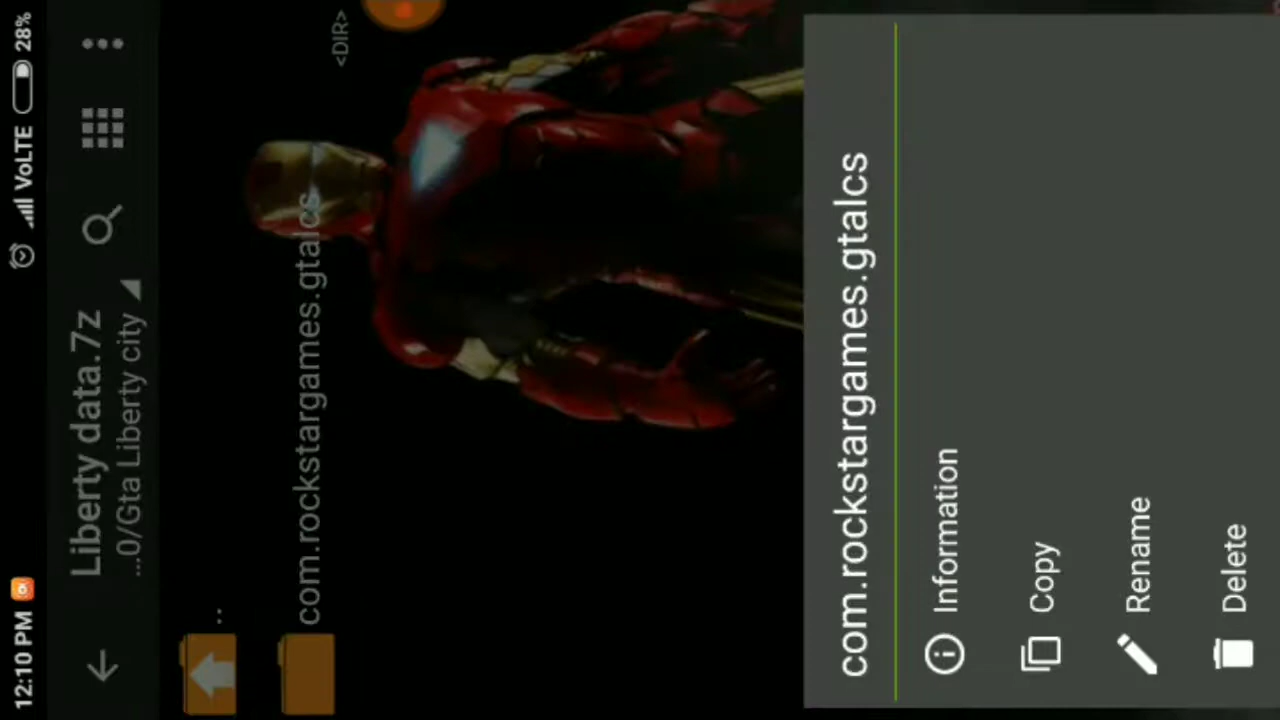 12:10 PM
VoLTE 28%
Liberty data.7z
...0/Gta Liberty city
..
com.rockstargames.gtalcs
<DIR>
com.rockstargames.gtalcs
Information
Copy
Rename
Delete